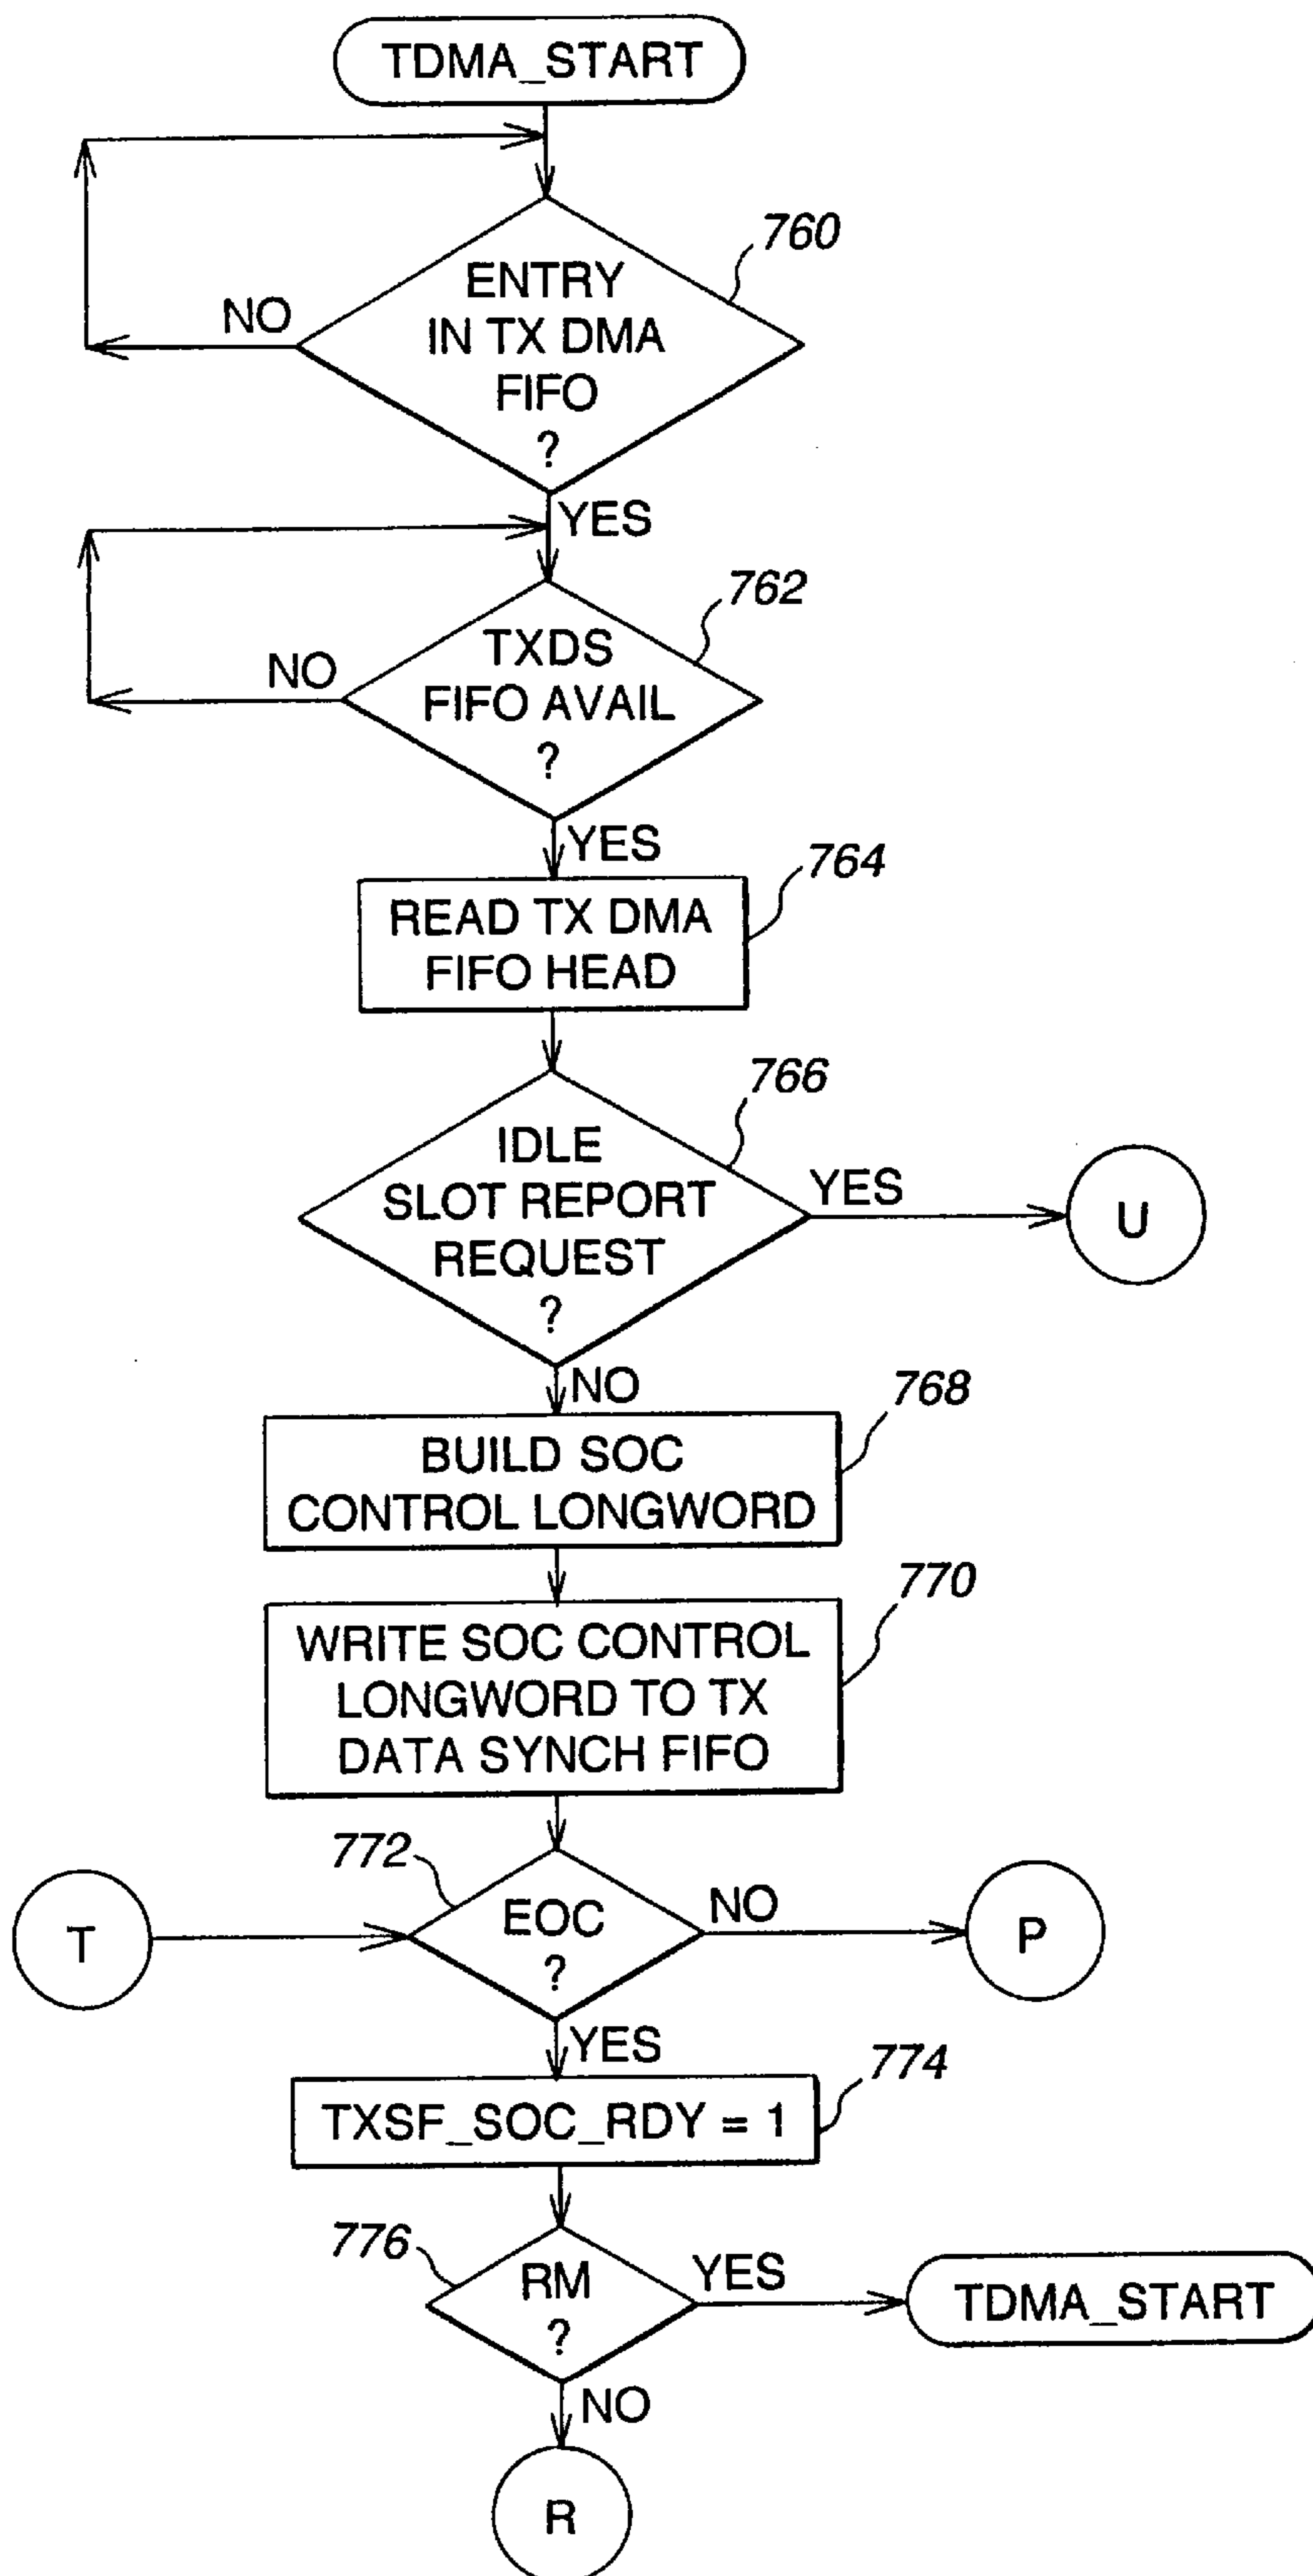 TDMA_START
760
ENTRY
IN TX DMA
FIFO
?
NO
YES
762
TXDS
FIFO AVAIL
?
NO
YES
764
READ TX DMA
FIFO HEAD
766
IDLE
SLOT REPORT
REQUEST
?
YES
U
NO
768
BUILD SOC
CONTROL LONGWORD
770
WRITE SOC CONTROL
LONGWORD TO TX
DATA SYNCH FIFO
772
T
EOC
?
NO
P
YES
774
TXSF_SOC_RDY = 1
776
RM
?
YES
TDMA_START
NO
R